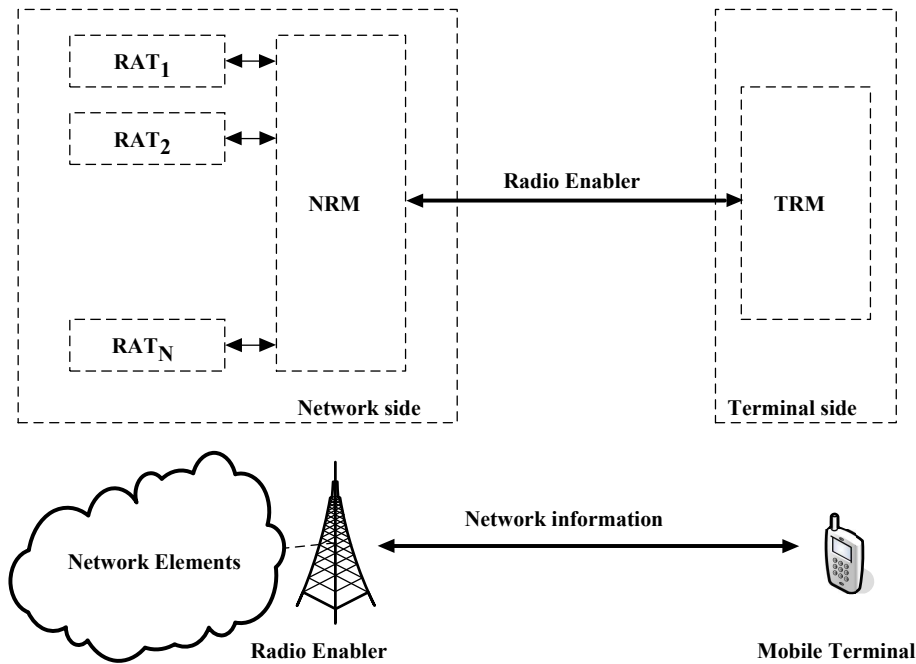 RAT1
RAT2
NRM
Radio Enabler
TRM
RATN
Network side
Terminal side
Network information
Network Elements
Radio Enabler
Mobile Terminal